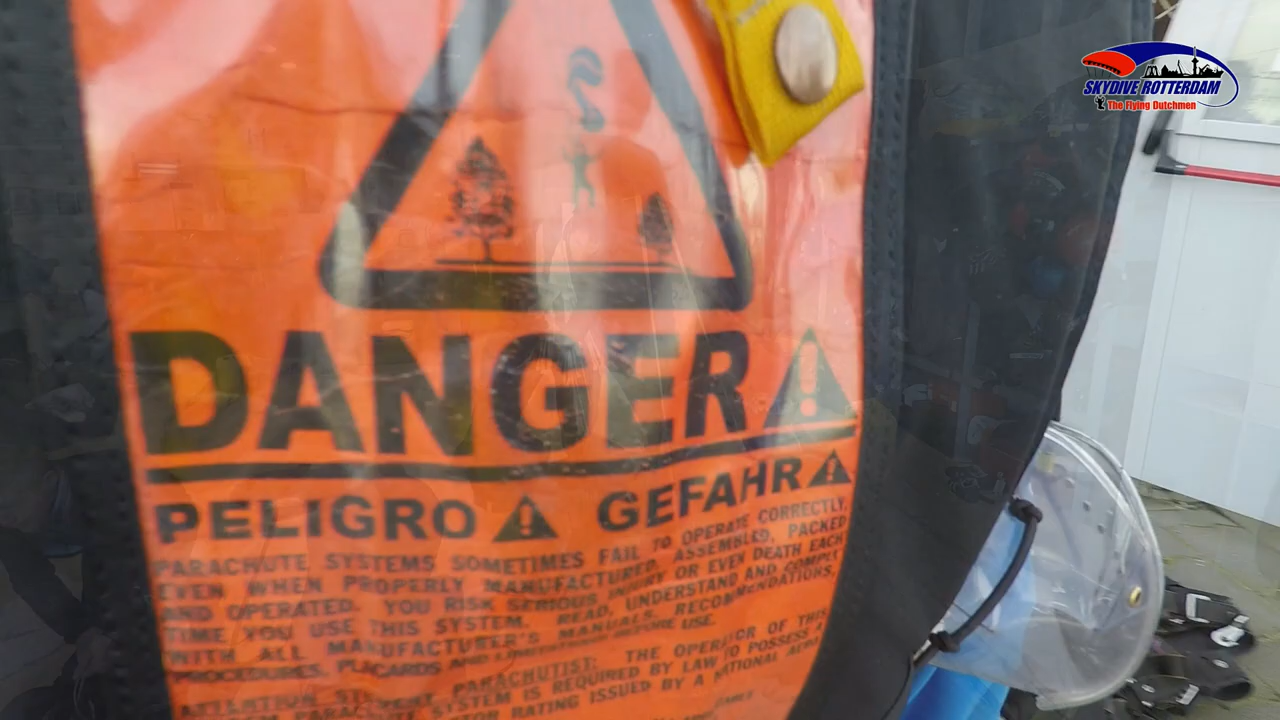 SKYDIVE ROTTERDAM
The Flying Dutchmen
DANGER
PELIGRO GEFAHR
PARACHUTE SYSTEMS SOMETIMES FAIL TO OPERATE CORRECTLY,
EVEN WHEN PROPERLY MANUFACTURED, ASSEMBLED, PACKED
AND OPERATED. YOU RISK SERIOUS INJURY OR EVEN DEATH EACH
TIME YOU USE THIS SYSTEM. READ, UNDERSTAND AND COMPLY
WITH ALL MANUFACTURER'S MANUALS, RECOMMENDATIONS,
PROCEDURES, PLACARDS AND LIMITATIONS BEFORE USE.
PARACHUTIST: THE OPERATOR OF THIS
PARACHUTE SYSTEM IS REQUIRED BY LAW TO POSSESS A
RATING ISSUED BY A NATIONAL